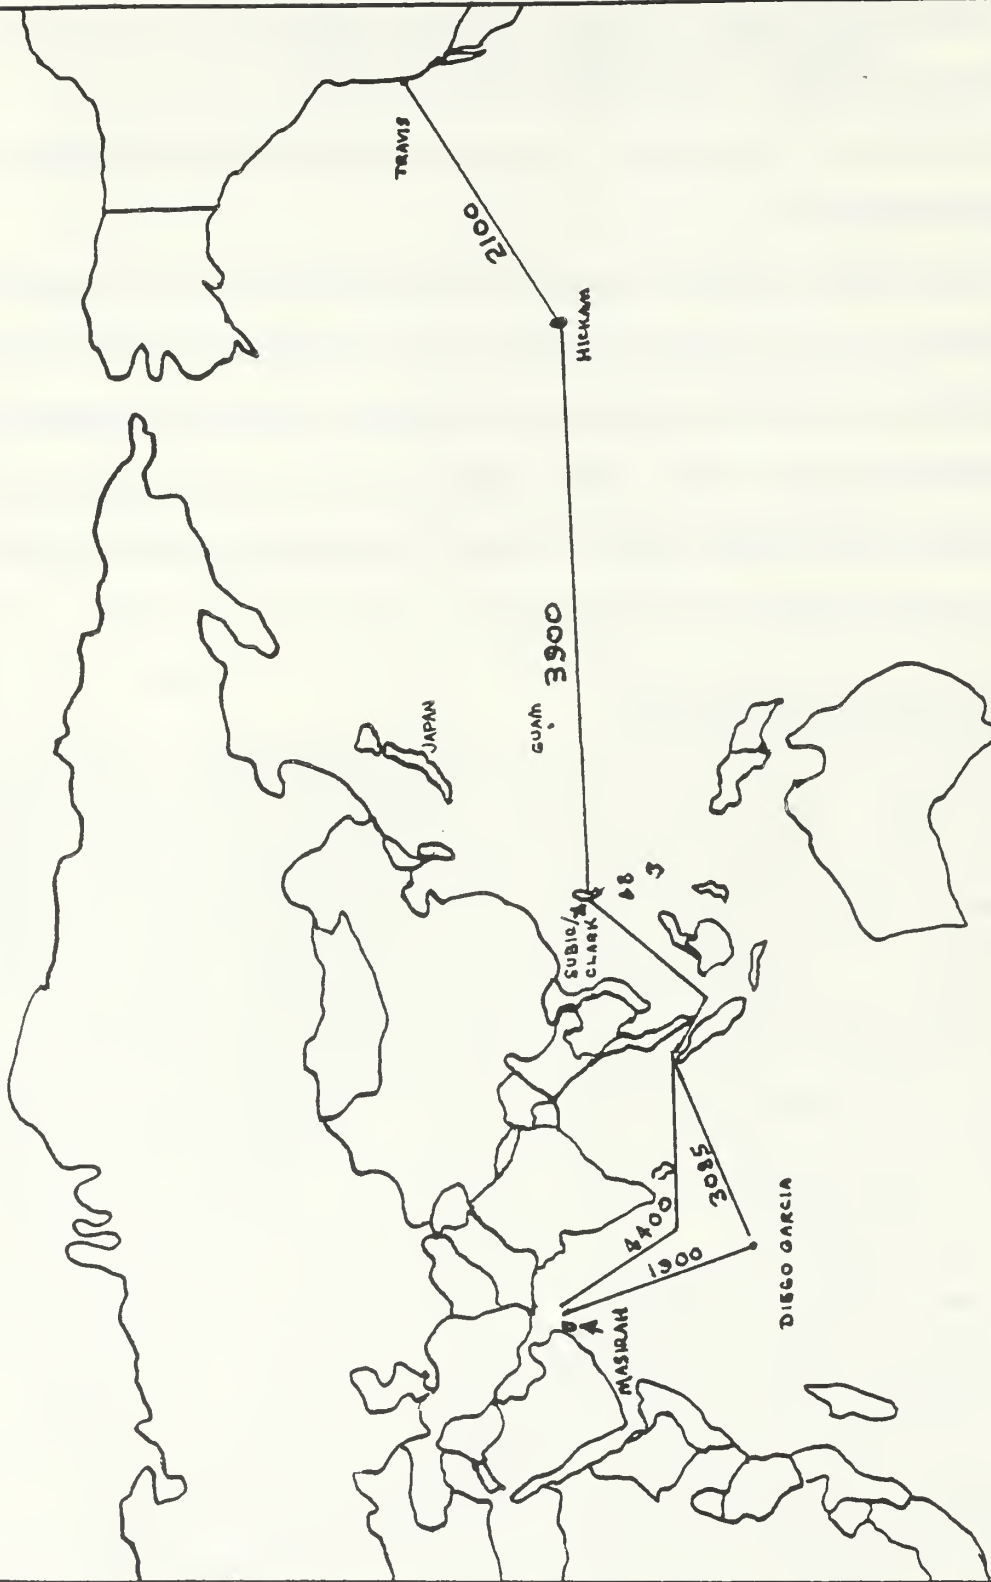 TRAVIS
2100
HICKAM
3900
GUAM
JAPAN
SUBIC/
CLARK
4400
3085
1900
DIEGO GARCIA
MASIRAH